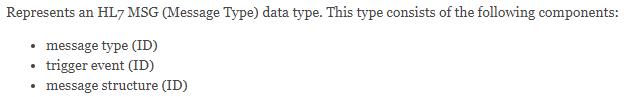 Represents an HL7 MSG (Message Type) data type. This type consists of the following components:
• message type (ID)
• trigger event (ID)
• message structure (ID)